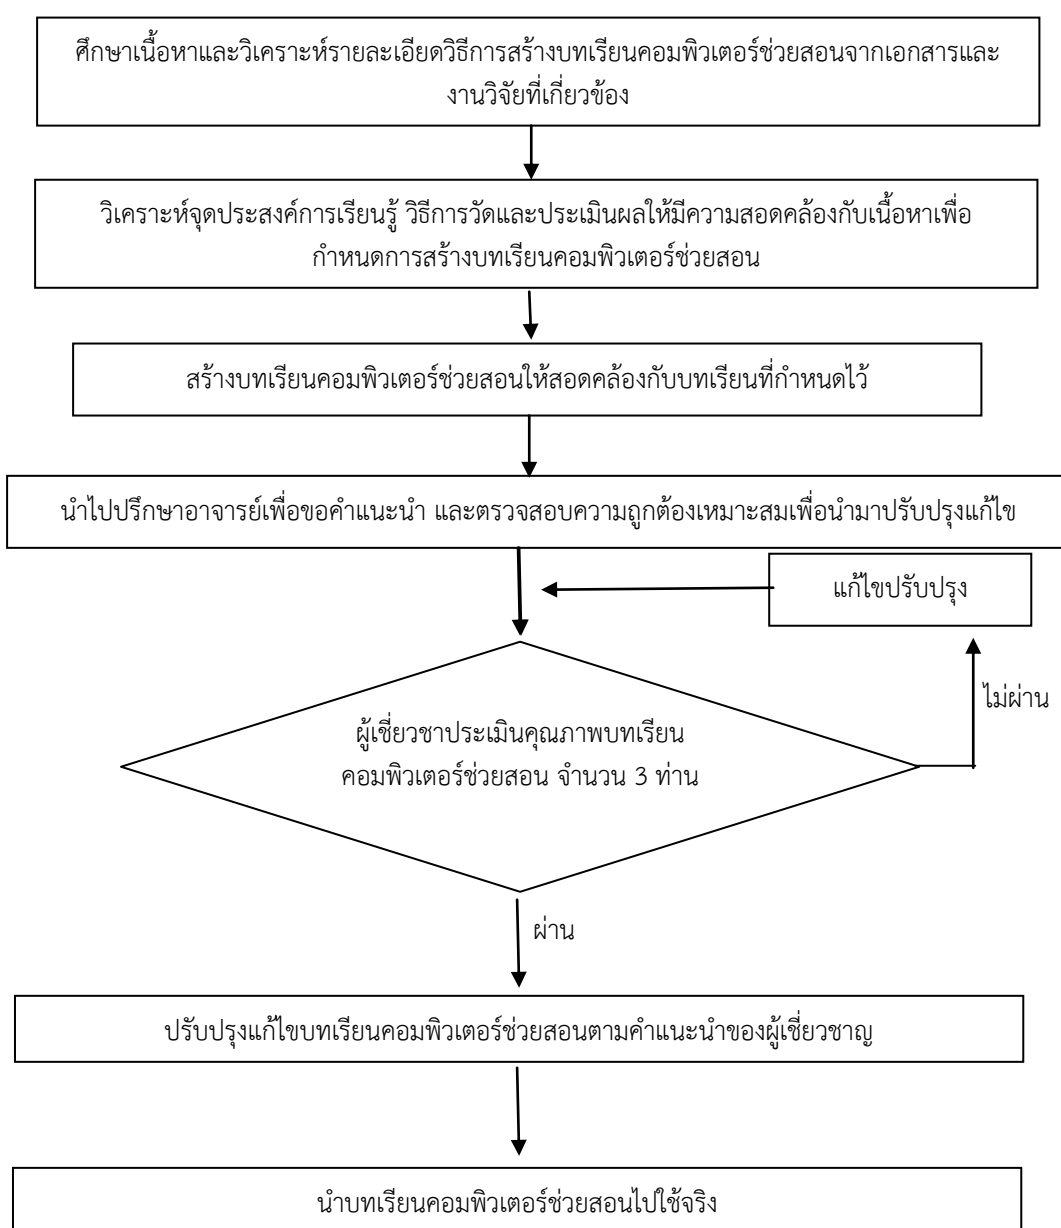 ศึกษาเนื้อหาและวิเคราะห์รายละเอียดวิธีการสร้างบทเรียนคอมพิวเตอร์ช่วยสอนจากเอกสารและ
งานวิจัยที่เกี่ยวข้อง
วิเคราะห์จุดประสงค์การเรียนรู้ วิธีการวัดและประเมินผลให้มีความสอดคล้องกับเนื้อหาเพื่อ
กำหนดการสร้างบทเรียนคอมพิวเตอร์ช่วยสอน
สร้างบทเรียนคอมพิวเตอร์ช่วยสอนให้สอดคล้องกับบทเรียนที่กำหนดไว้
นำไปปรึกษาอาจารย์เพื่อขอคำแนะนำ และตรวจสอบความถูกต้องเหมาะสมเพื่อนำมาปรับปรุงแก้ไข
แก้ไขปรับปรุง
ไม่ผ่าน
ผู้เชี่ยวชาประเมินคุณภาพบทเรียน
คอมพิวเตอร์ช่วยสอน จำนวน 3 ท่าน
ผ่าน
ปรับปรุงแก้ไขบทเรียนคอมพิวเตอร์ช่วยสอนตามคำแนะนำของผู้เชี่ยวชาญ
นำบทเรียนคอมพิวเตอร์ช่วยสอนไปใช้จริง